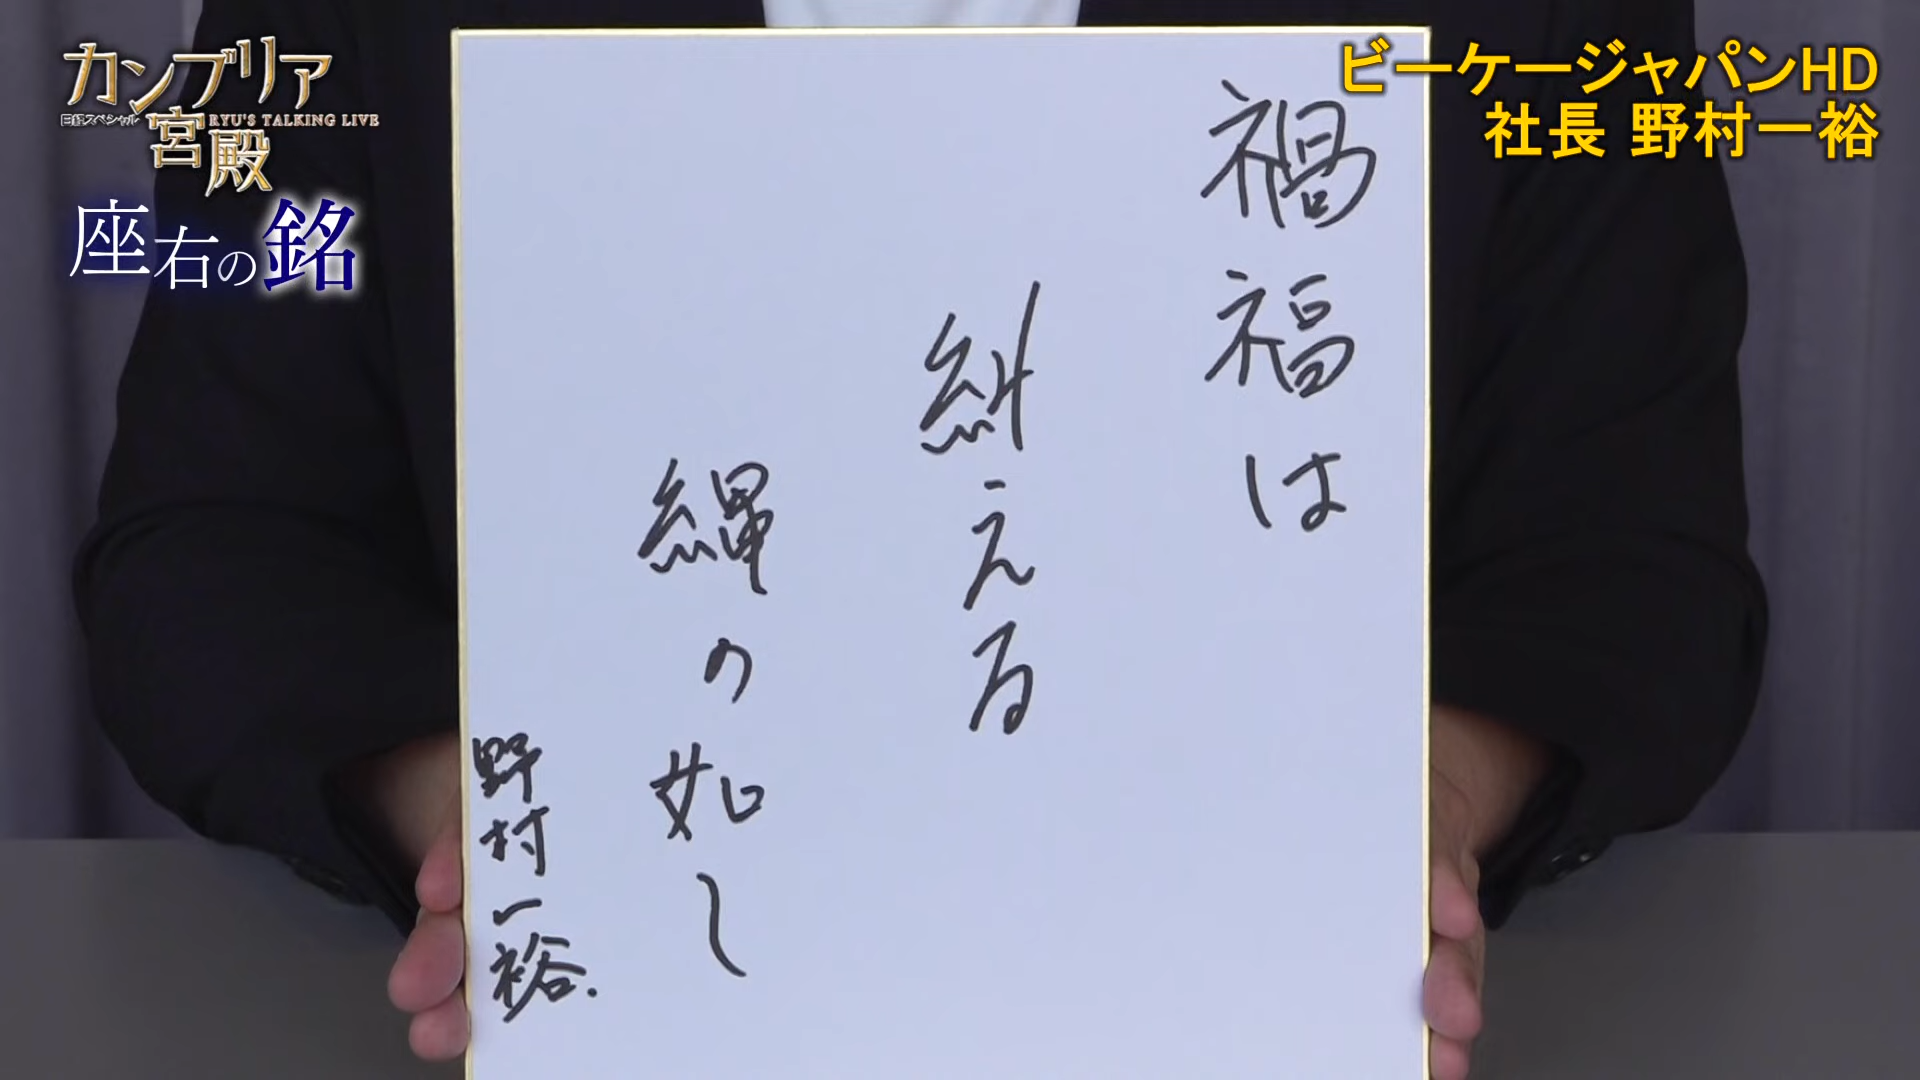 カンブリア宮殿
日経スペシャル
RYU'S TALKING LIVE
座右の銘
ビーケージャパンHD
社長 野村一裕
禍福は
糾える
縄の如し
野村一裕.